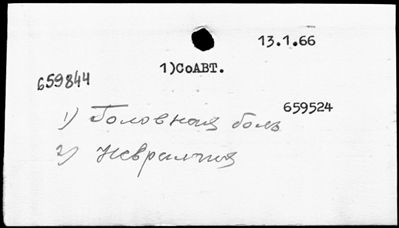 13.1.66
1)СоАВТ.
659844
659524
1) Головная боль
2) Невралгия